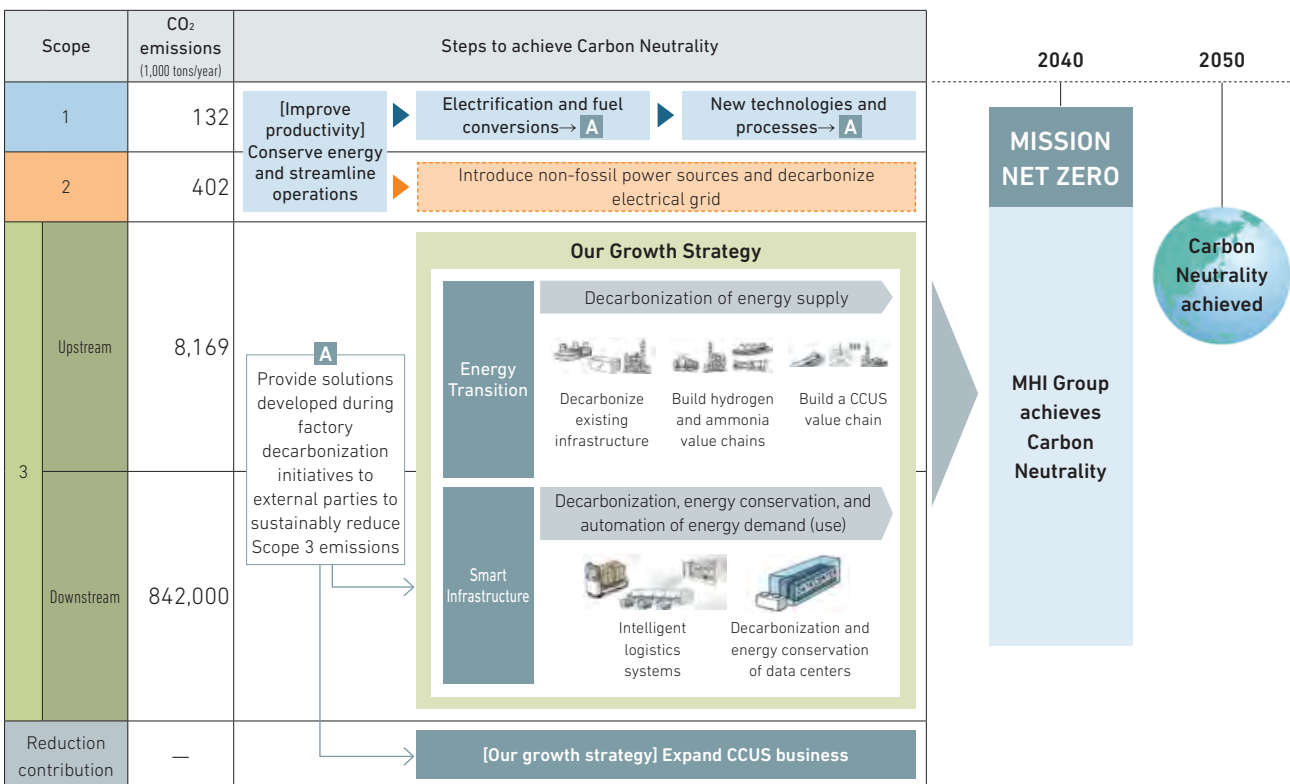 Scope
CO₂
emissions
(1,000 tons/year)
Steps to achieve Carbon Neutrality
2040
2050
1
132
[Improve
productivity]
Conserve energy
and streamline
operations
Electrification and fuel
conversions→ A
New technologies and
processes→ A
2
402
Introduce non-fossil power sources and decarbonize
electrical grid
3
Upstream
8,169
Downstream
842,000
A
Provide solutions
developed during
factory
decarbonization
initiatives to
external parties to
sustainably reduce
Scope 3 emissions
Our Growth Strategy
Energy
Transition
Decarbonization of energy supply
Decarbonize
existing
infrastructure
Build hydrogen
and ammonia
value chains
Build a CCUS
value chain
Smart
Infrastructure
Decarbonization, energy conservation, and
automation of energy demand (use)
Intelligent
logistics
systems
Decarbonization and
energy conservation
of data centers
Reduction
contribution
—
[Our growth strategy] Expand CCUS business
MISSION
NET ZERO
MHI Group
achieves
Carbon
Neutrality
Carbon
Neutrality
achieved